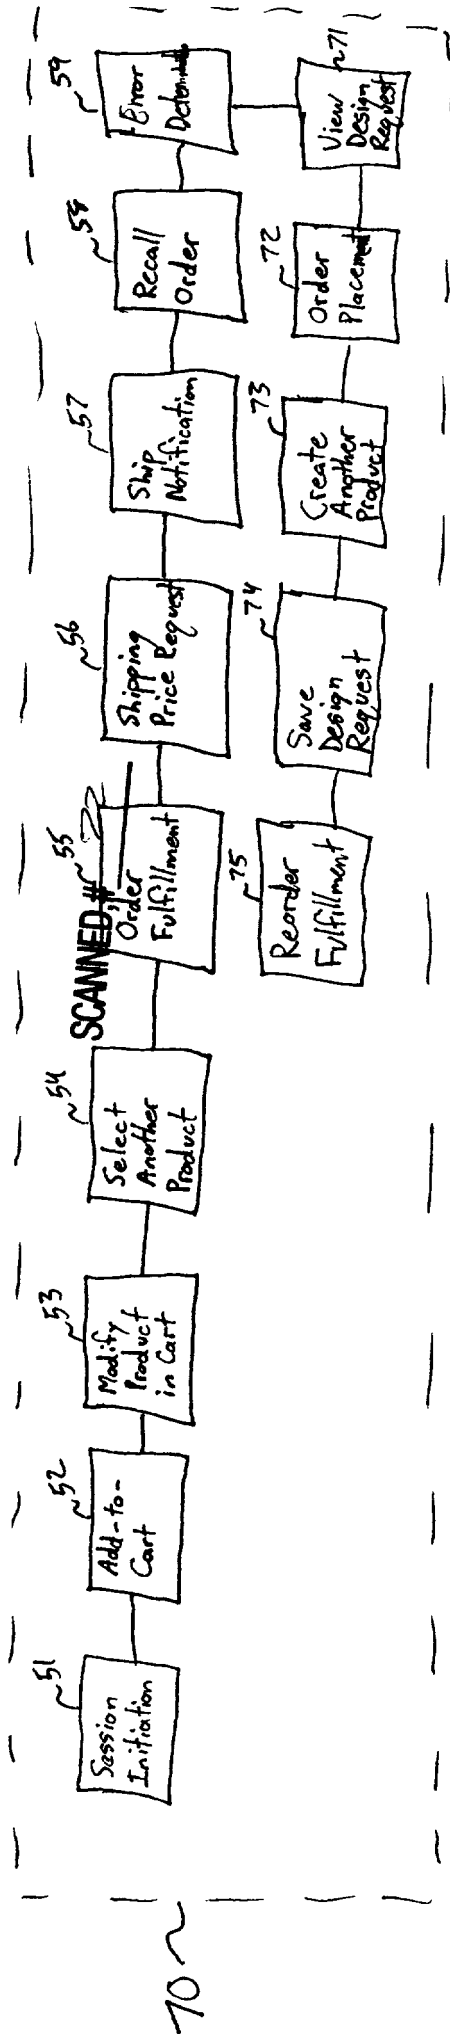 10
51
Session
Initiation
52
Add-to-
Cart
53
Modify
Product
in Cart
54
Select
Another
Product
SCANNED, #
55
Order
Fulfillment
56
Shipping
Price Request
57
Ship
Notification
58
Recall
Order
59
Error
71
View
Design
Request
72
Order
Placement
73
Create
Another
Product
74
Save
Design
Request
75
Reorder
Fulfillment